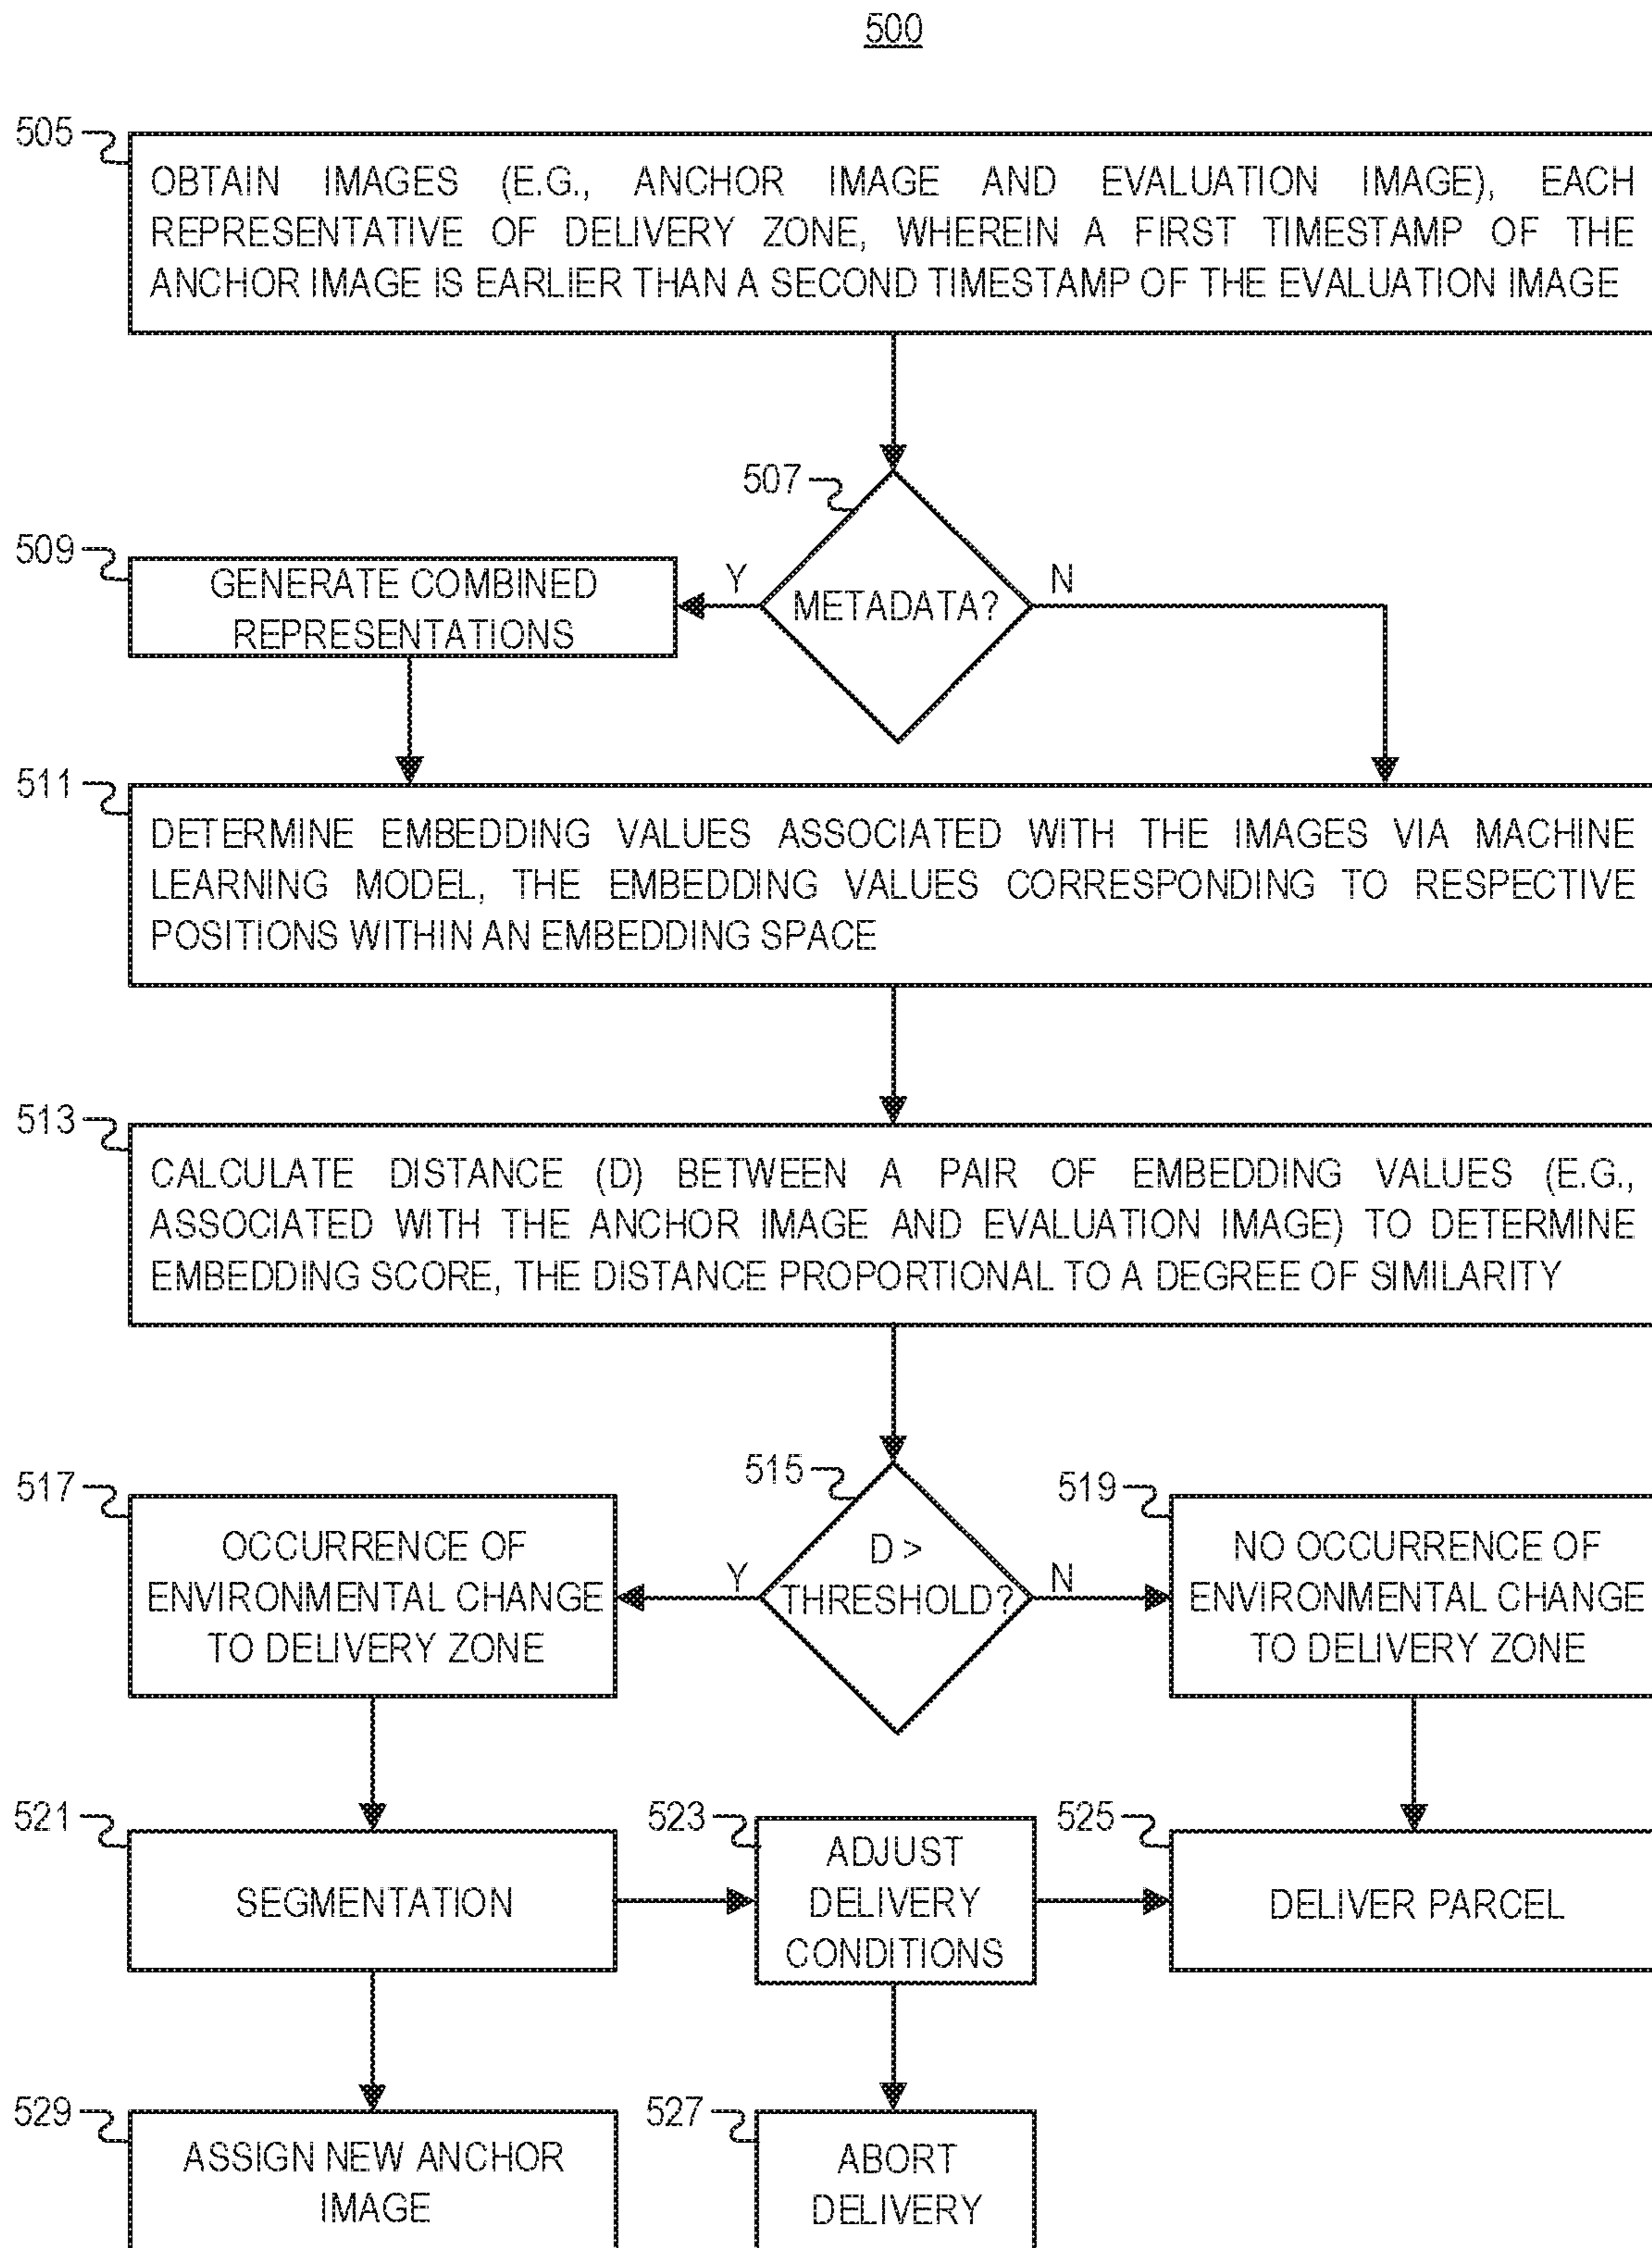 500
505
OBTAIN IMAGES (E.G., ANCHOR IMAGE AND EVALUATION IMAGE), EACH
REPRESENTATIVE OF DELIVERY ZONE, WHEREIN A FIRST TIMESTAMP OF THE
ANCHOR IMAGE IS EARLIER THAN A SECOND TIMESTAMP OF THE EVALUATION IMAGE
507
METADATA?
Y
N
509
GENERATE COMBINED
REPRESENTATIONS
511
DETERMINE EMBEDDING VALUES ASSOCIATED WITH THE IMAGES VIA MACHINE
LEARNING MODEL, THE EMBEDDING VALUES CORRESPONDING TO RESPECTIVE
POSITIONS WITHIN AN EMBEDDING SPACE
513
CALCULATE DISTANCE (D) BETWEEN A PAIR OF EMBEDDING VALUES (E.G.,
ASSOCIATED WITH THE ANCHOR IMAGE AND EVALUATION IMAGE) TO DETERMINE
EMBEDDING SCORE, THE DISTANCE PROPORTIONAL TO A DEGREE OF SIMILARITY
515
D >
THRESHOLD?
Y
N
517
OCCURRENCE OF
ENVIRONMENTAL CHANGE
TO DELIVERY ZONE
519
NO OCCURRENCE OF
ENVIRONMENTAL CHANGE
TO DELIVERY ZONE
521
SEGMENTATION
523
ADJUST
DELIVERY
CONDITIONS
525
DELIVER PARCEL
529
ASSIGN NEW ANCHOR
IMAGE
527
ABORT
DELIVERY